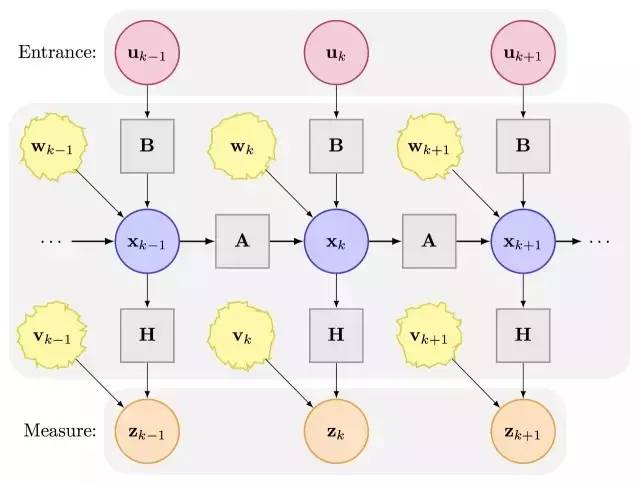 Entrance: u_{k−1} u_k u_{k+1}
w_{k−1} B w_k B w_{k+1} B
⋯ x_{k−1} A x_k A x_{k+1} ⋯
v_{k−1} H v_k H v_{k+1} H
Measure: z_{k−1} z_k z_{k+1}